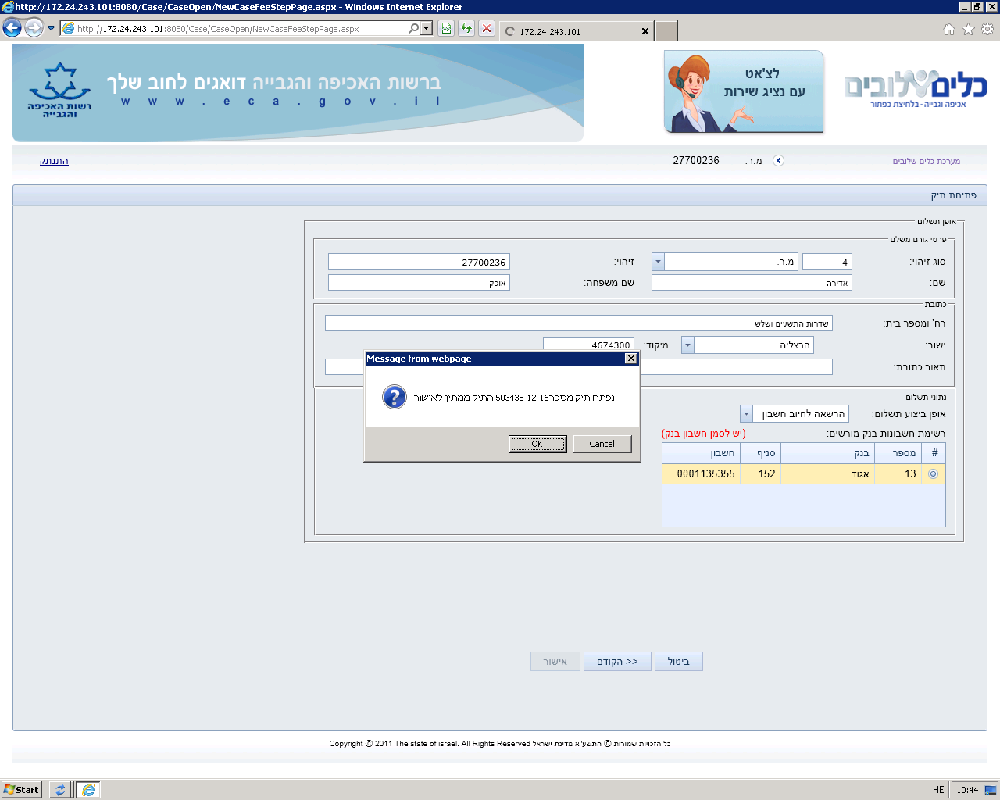 http://172.24.243.101:8080/Case/CaseOpen/NewCaseFeeStepPage.aspx - Windows Internet Explorer
http://172.24.243.101:8080/Case/CaseOpen/NewCaseFeeStepPage.aspx
172.24.243.101
רשות האכיפה והגבייה
ברשות האכיפה והגבייה דואגים לחוב שלך
www.eca.gov.il
לצ'אט
עם נציג שירות
כלים שלובים
אכיפה וגבייה - בלחיצת כפתור
מערכת כלים שלובים
מ.ר: 27700236
התנתק
פתיחת תיק
אופן תשלום
פרטי גורם משלם
סוג זיהוי: 4 מ.ר. זיהוי: 27700236
שם: אדירה שם משפחה: אופק
כתובת
רח' ומספר בית: שדרות התשעים ושלש
ישוב: הרצליה מיקוד: 4674300
תאור כתובת:
Message from webpage
נפתח תיק מספר503435-12-16 התיק ממתין לאישור
OK Cancel
נתוני תשלום
אופן ביצוע תשלום: הרשאה לחיוב חשבון
רשימת חשבונות בנק מורשים: (יש לסמן חשבון בנק)
# מספר בנק סניף חשבון
13 אגוד 152 0001135355
ביטול << הקודם אישור
כל הזכויות שמורות © התשע"א מדינת ישראל Copyright © 2011 The state of israel. All Rights Reserved
Start HE 10:44